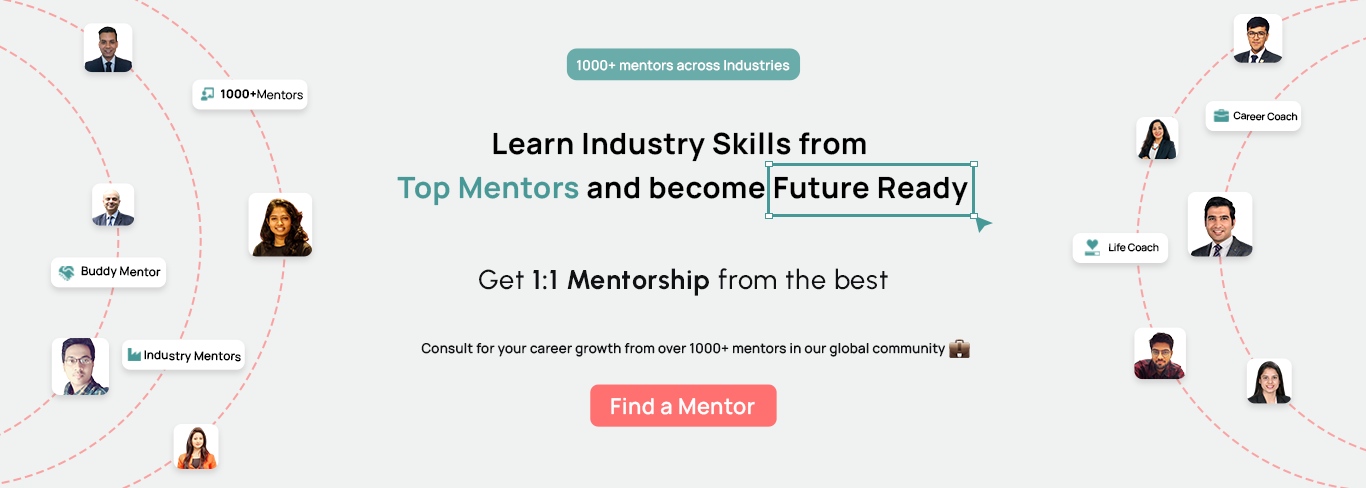 1000+ mentors across Industries
1000+Mentors
Career Coach
Learn Industry Skills from
Top Mentors and become Future Ready
Life Coach
Buddy Mentor
Get 1:1 Mentorship from the best
Industry Mentors
Consult for your career growth from over 1000+ mentors in our global community
Find a Mentor